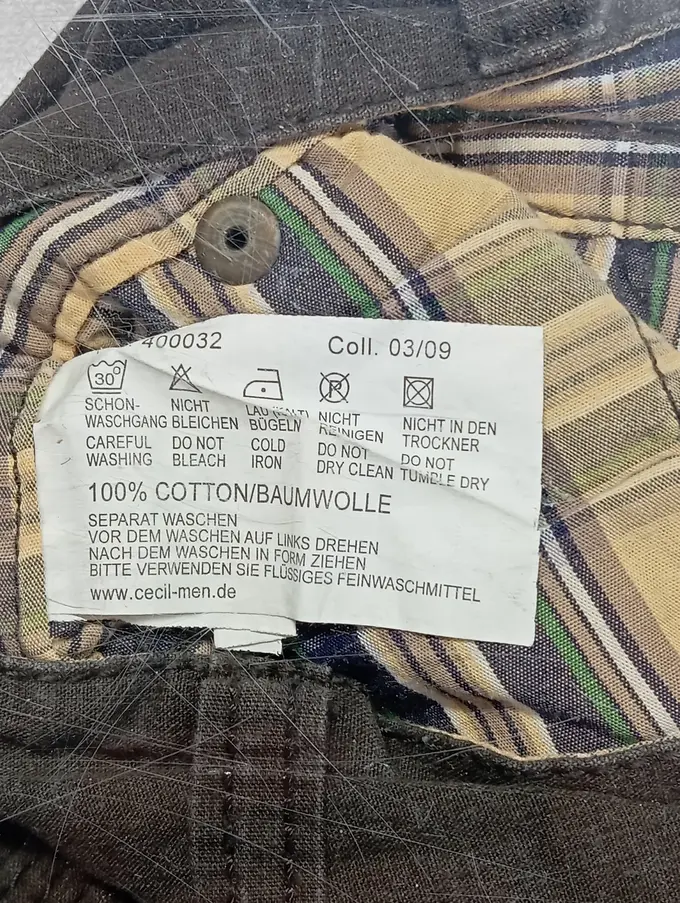 400032 Coll. 03/09
30° P
SCHON- NICHT NICHT NICHT IN DEN
WASCHGANG BLEICHEN BÜGELN REINIGEN TROCKNER
CAREFUL DO NOT COLD DO NOT DO NOT
WASHING BLEACH IRON DRY CLEAN TUMBLE DRY
100% COTTON/BAUMWOLLE
SEPARAT WASCHEN
VOR DEM WASCHEN AUF LINKS DREHEN
NACH DEM WASCHEN IN FORM ZIEHEN
BITTE VERWENDEN SIE FLÜSSIGES FEINWASCHMITTEL
www.cecil-men.de